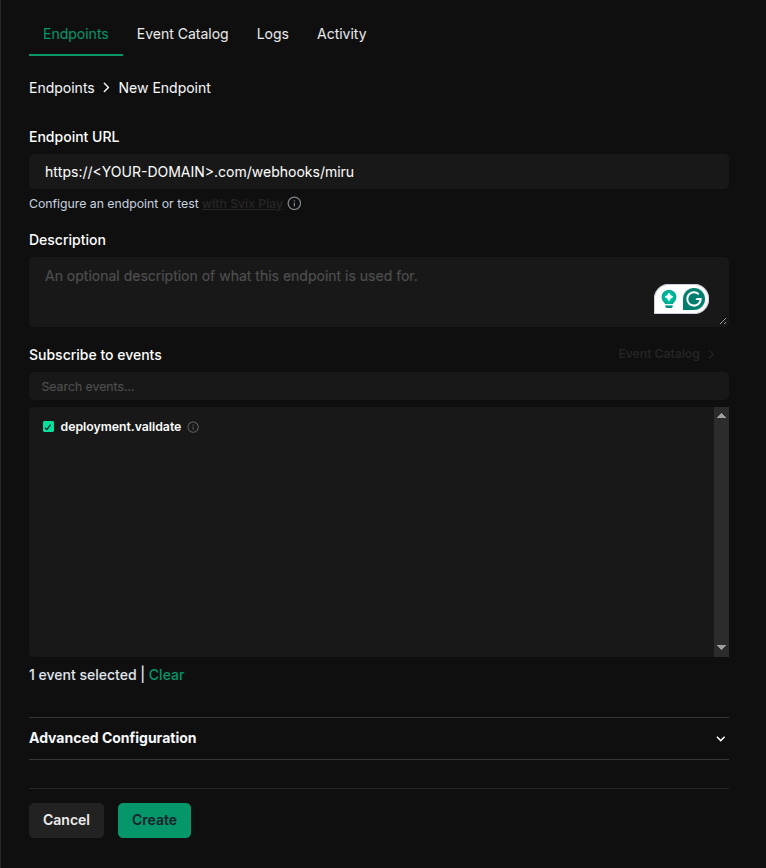 Endpoints Event Catalog Logs Activity
Endpoints > New Endpoint
Endpoint URL
https://<YOUR-DOMAIN>.com/webhooks/miru
Configure an endpoint or test with Svix Play
Description
An optional description of what this endpoint is used for.
Subscribe to events
Event Catalog >
Search events...
deployment.validate
1 event selected | Clear
Advanced Configuration
Cancel Create